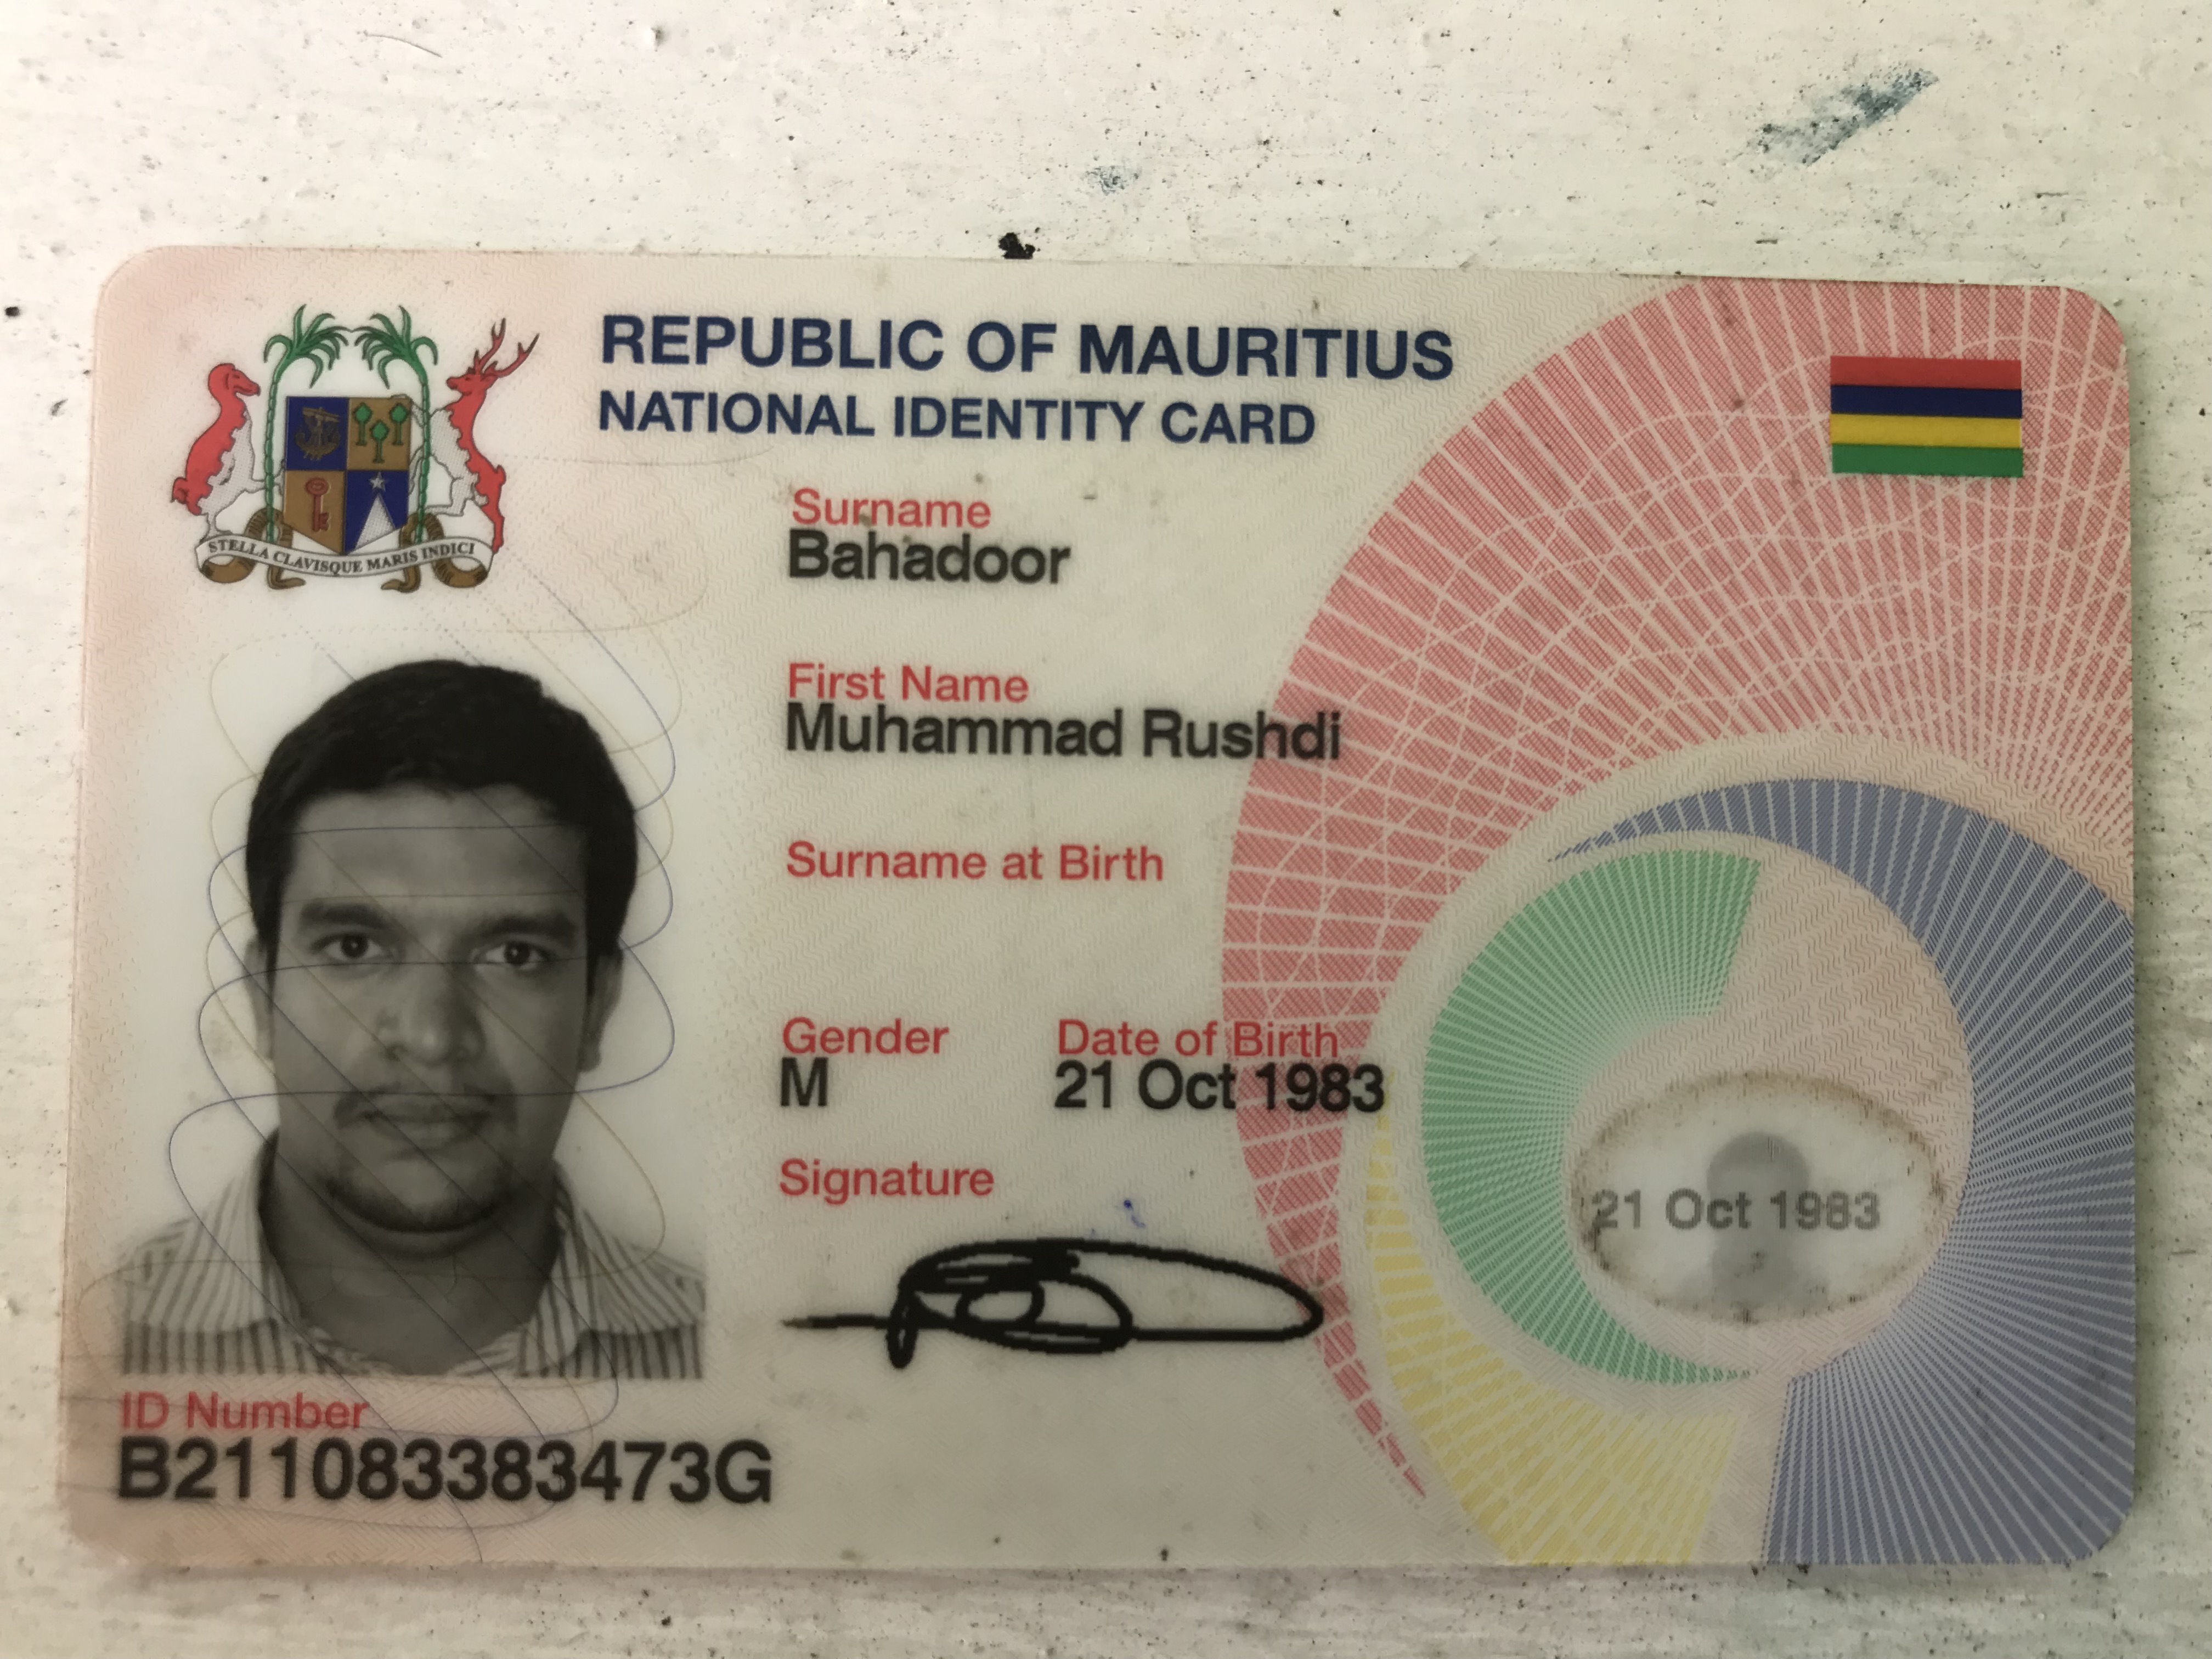 REPUBLIC OF MAURITIUS
NATIONAL IDENTITY CARD
STELLA CLAVISQUE MARIS INDICI
Surname
Bahadoor
First Name
Muhammad Rushdi
Surname at Birth
Gender Date of Birth
M 21 Oct 1983
Signature
21 Oct 1983
ID Number
B211083383473G